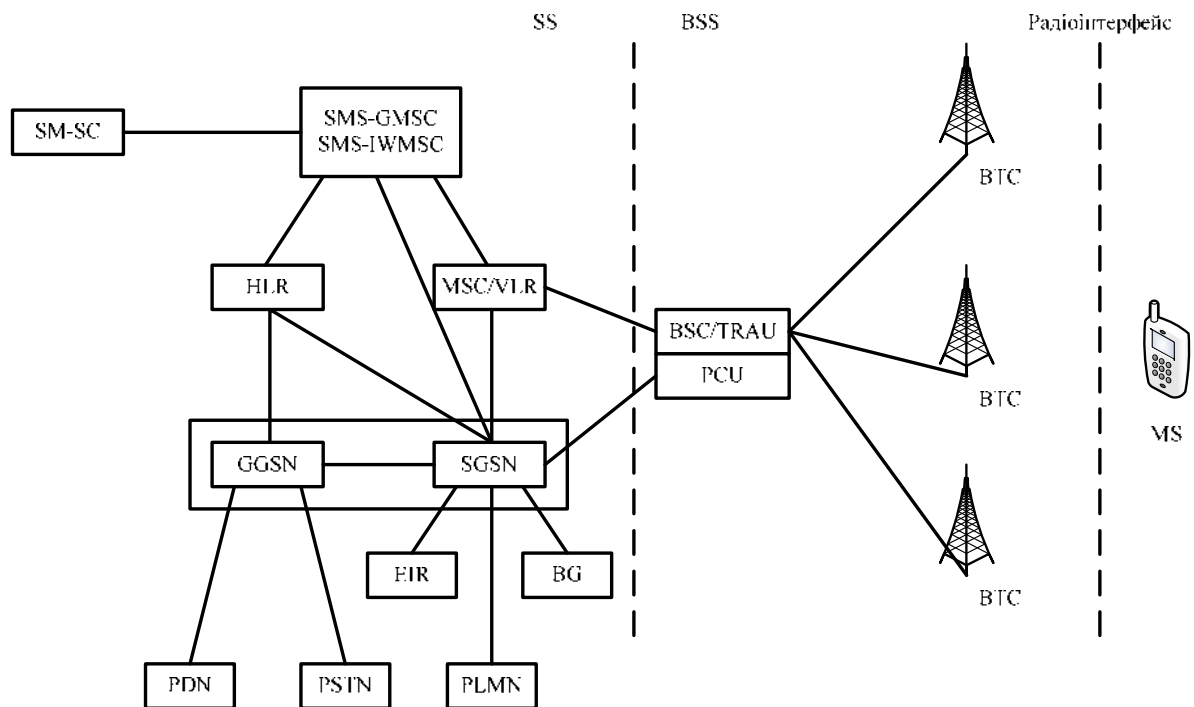 SS
BSS
Радіоінтерфейс
SM-SC
SMS-GMSC
SMS-IWMSC
BTC
HLR
MSC/VLR
BSC/TRAU
PCU
BTC
MS
GGSN
SGSN
EIR
BG
BTC
PDN
PSTN
PLMN